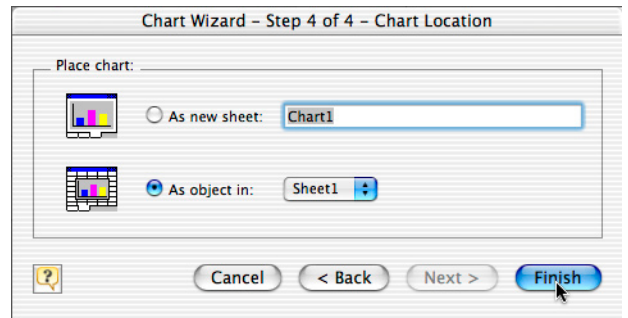 Chart Wizard – Step 4 of 4 – Chart Location
Place chart:
As new sheet: Chart1
As object in: Sheet1
? Cancel < Back Next > Finish